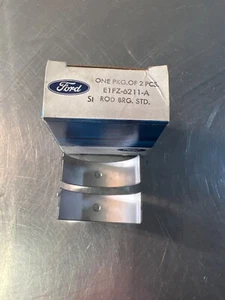 Ford
ONE PKG. OF 2 PCS.
E1FZ-6211-A
ROD BRG. STD.